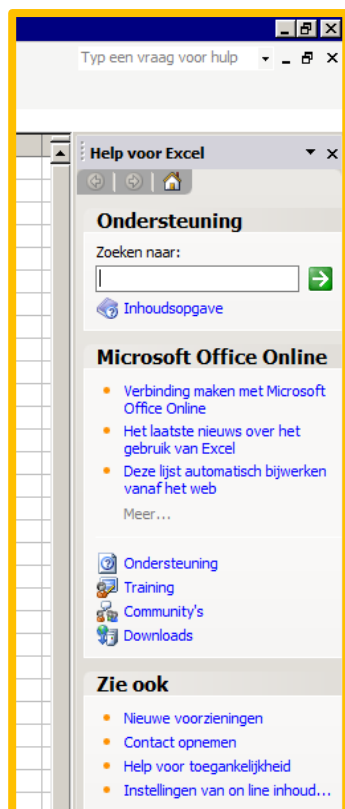 Typ een vraag voor hulp
Help voor Excel
Ondersteuning
Zoeken naar:
Inhoudsopgave
Microsoft Office Online
Verbinding maken met Microsoft
Office Online
Het laatste nieuws over het
gebruik van Excel
Deze lijst automatisch bijwerken
vanaf het web
Meer...
Ondersteuning
Training
Community's
Downloads
Zie ook
Nieuwe voorzieningen
Contact opnemen
Help voor toegankelijkheid
Instellingen van on line inhoud...